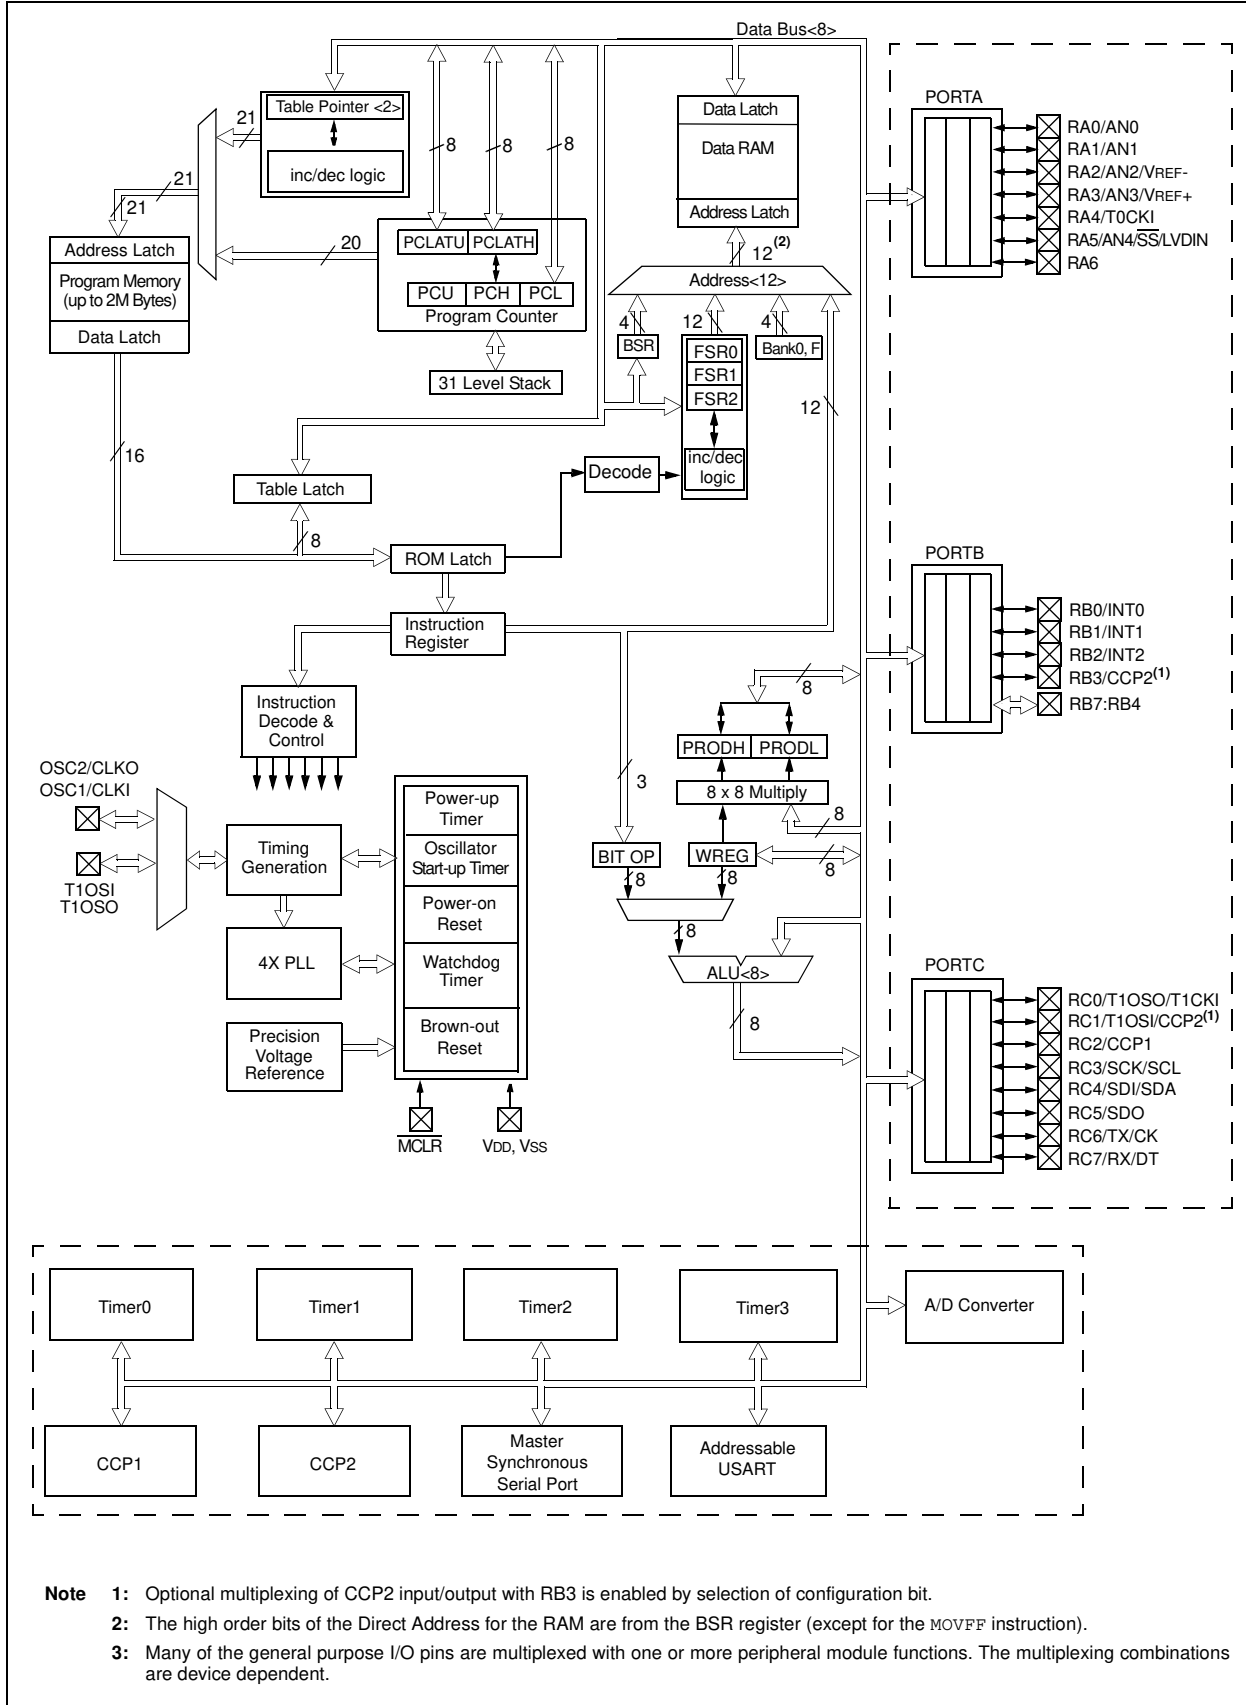 Data Bus<8>
PORTA
Table Pointer <2>
Data Latch
21
8
8
8
Data RAM
inc/dec logic
21
21
Address Latch
20
PCLATU
PCLATH
12(2)
Address Latch
Program Memory
(up to 2M Bytes)
Data Latch
PCU
PCH
PCL
Program Counter
Address<12>
4
12
4
BSR
FSR0
FSR1
FSR2
Bank0, F
31 Level Stack
12
16
inc/dec
logic
Decode
Table Latch
8
ROM Latch
Instruction
Register
RA0/AN0
RA1/AN1
RA2/AN2/VREF-
RA3/AN3/VREF+
RA4/T0CKI
RA5/AN4/SS/LVDIN
RA6
PORTB
RB0/INT0
RB1/INT1
RB2/INT2
RB3/CCP2(1)
RB7:RB4
Instruction
Decode &
Control
8
PRODH
PRODL
8 x 8 Multiply
3
8
BIT OP
WREG
8
8
8
8
ALU<8>
8
OSC2/CLKO
OSC1/CLKI
T1OSI
T1OSO
Timing
Generation
4X PLL
Precision
Voltage
Reference
Power-up
Timer
Oscillator
Start-up Timer
Power-on
Reset
Watchdog
Timer
Brown-out
Reset
MCLR
VDD, VSS
PORTC
RC0/T1OSO/T1CKI
RC1/T1OSI/CCP2(1)
RC2/CCP1
RC3/SCK/SCL
RC4/SDI/SDA
RC5/SDO
RC6/TX/CK
RC7/RX/DT
Timer0
Timer1
Timer2
Timer3
A/D Converter
CCP1
CCP2
Master
Synchronous
Serial Port
Addressable
USART
Note 1: Optional multiplexing of CCP2 input/output with RB3 is enabled by selection of configuration bit.
2: The high order bits of the Direct Address for the RAM are from the BSR register (except for the MOVFF instruction).
3: Many of the general purpose I/O pins are multiplexed with one or more peripheral module functions. The multiplexing combinations
are device dependent.